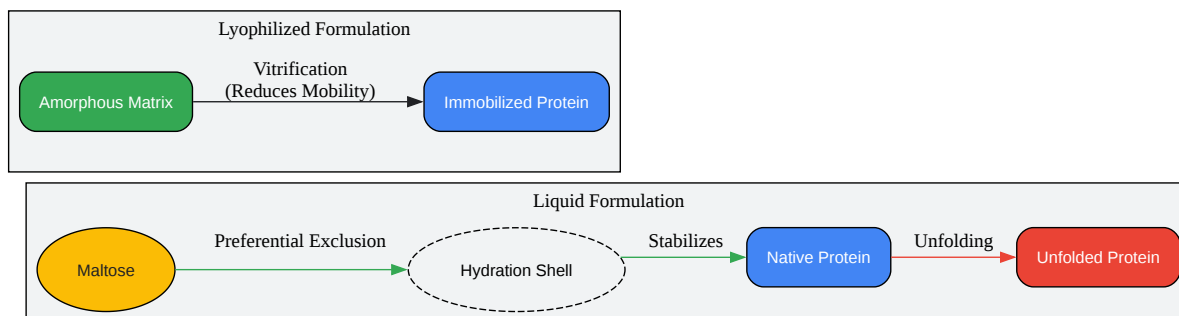 Lyophilized Formulation
Vitrification
(Reduces Mobility)
Amorphous Matrix
Immobilized Protein
Liquid Formulation
Preferential Exclusion
Stabilizes
Unfolding
Maltose
Hydration Shell
Native Protein
Unfolded Protein